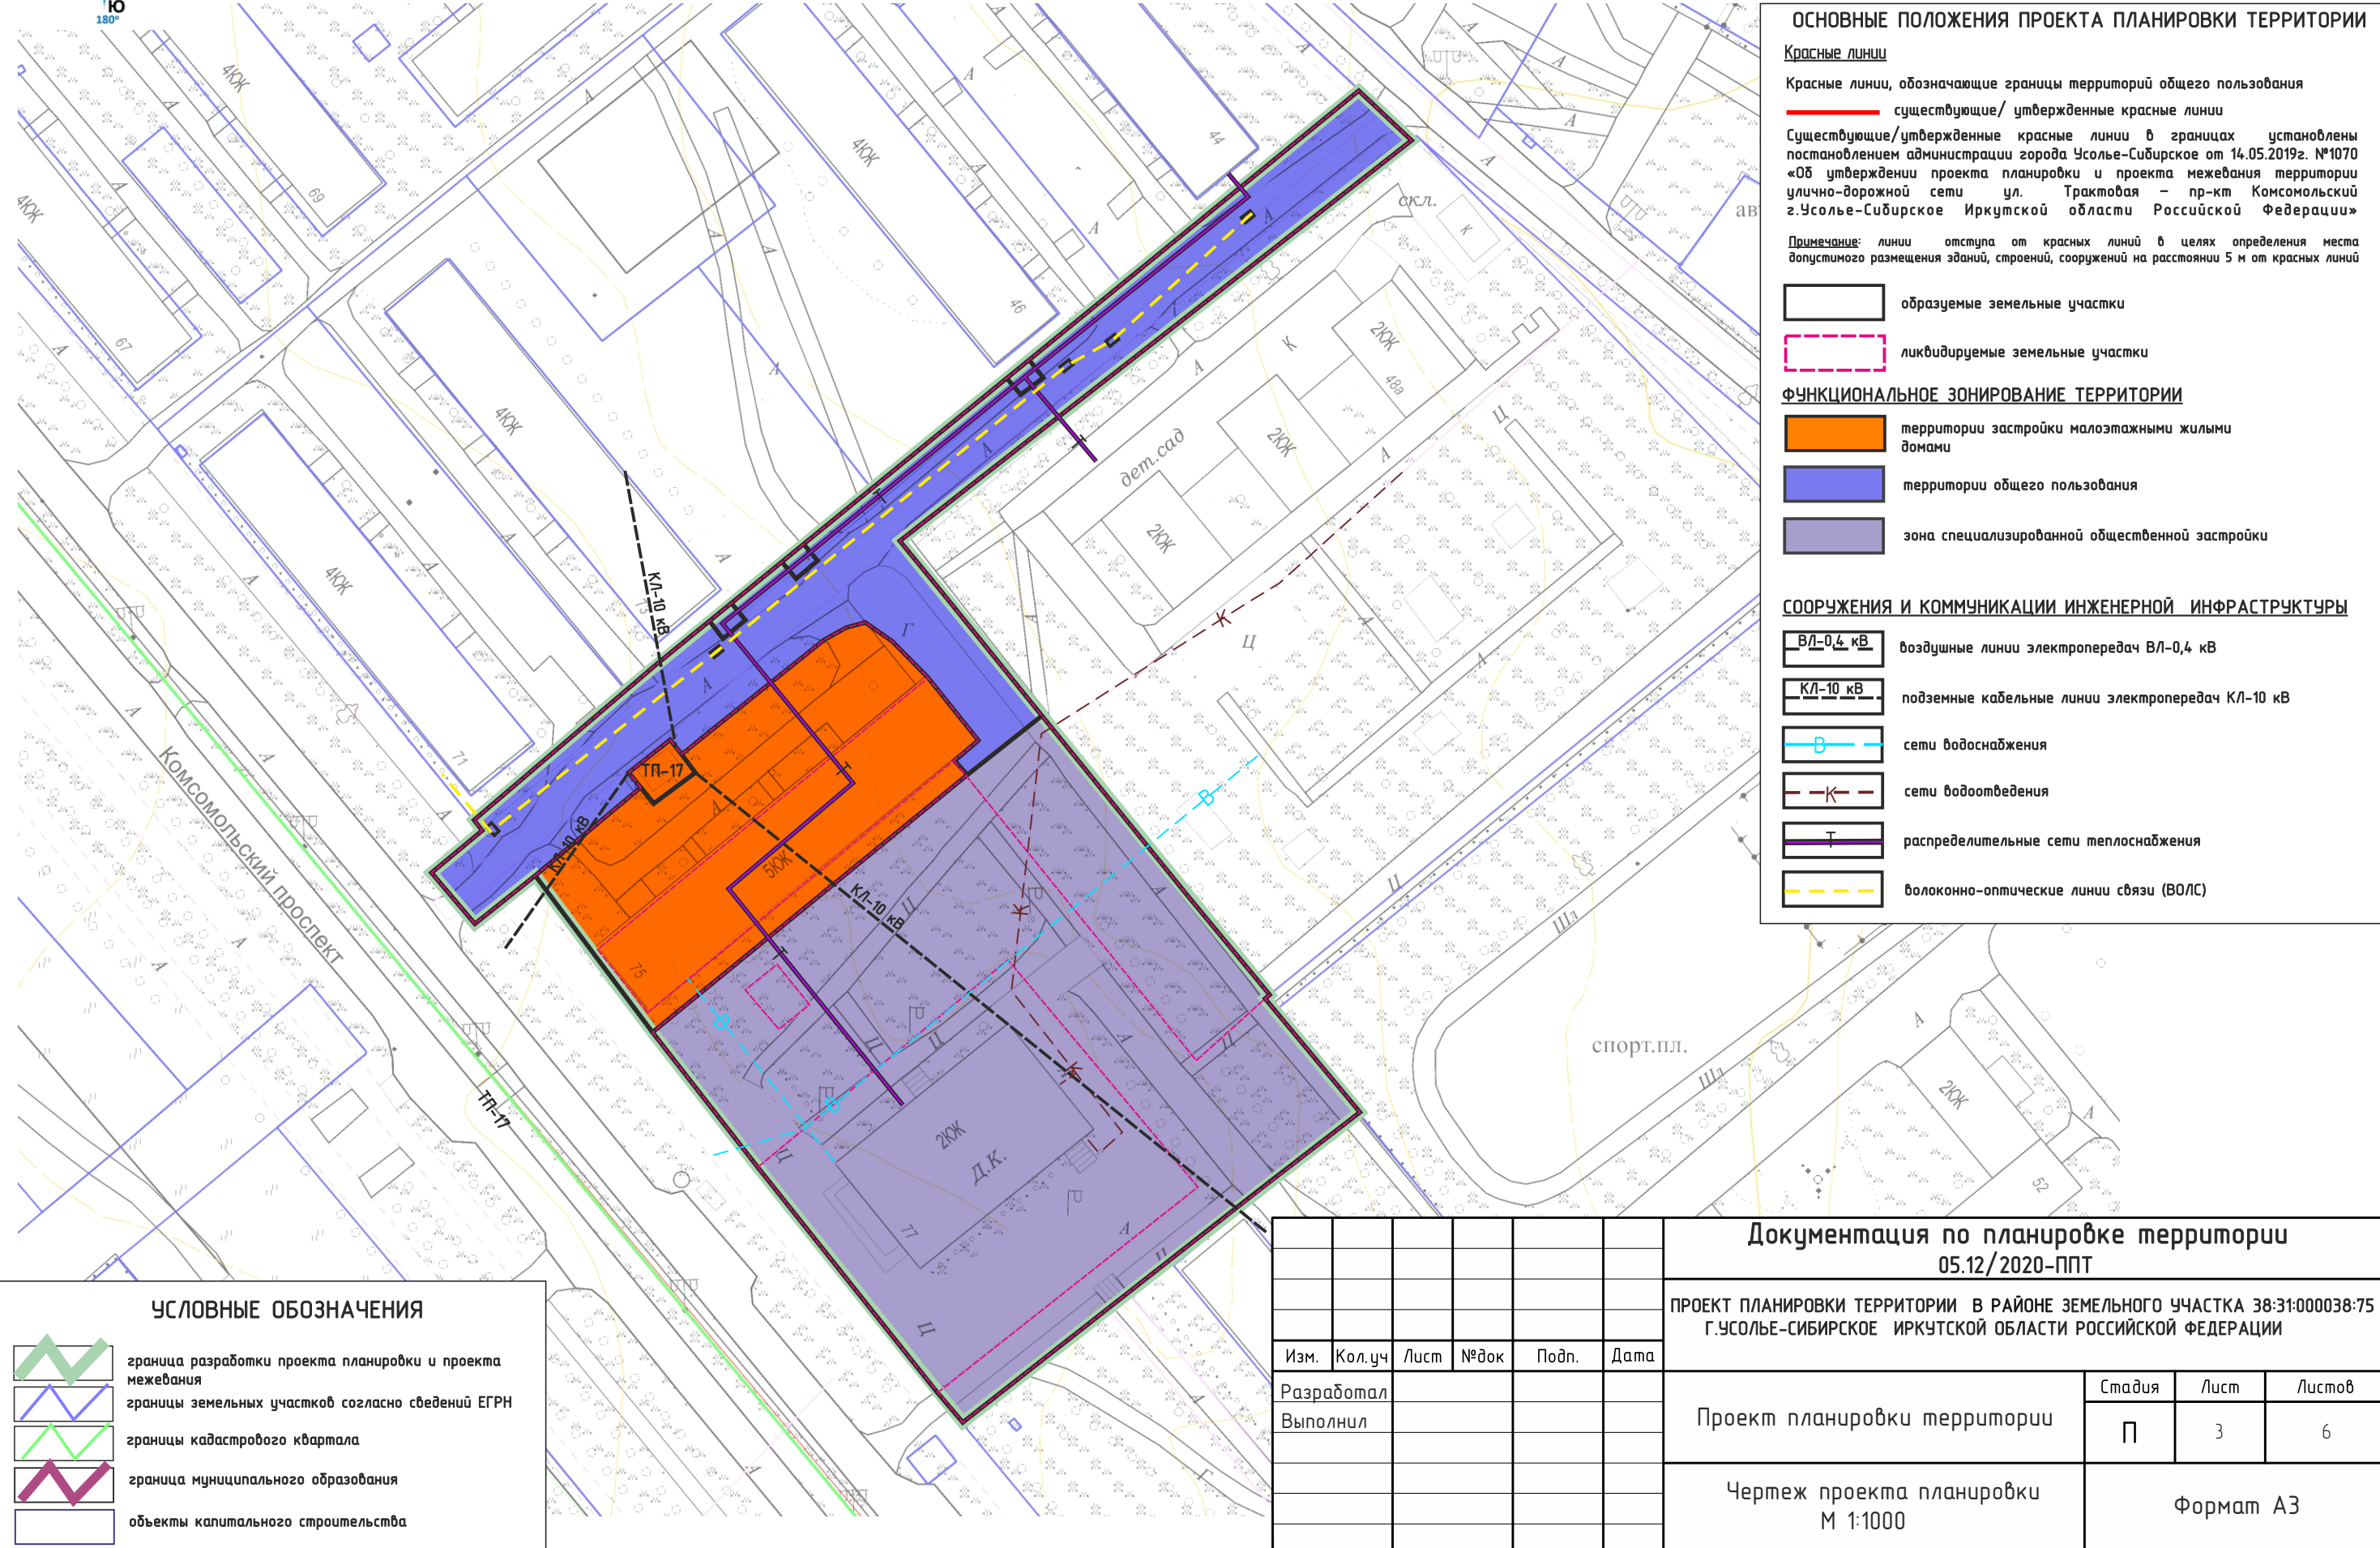 Ю
180°
ОСНОВНЫЕ ПОЛОЖЕНИЯ ПРОЕКТА ПЛАНИРОВКИ ТЕРРИТОРИИ
Красные линии
Красные линии, обозначающие границы территорий общего пользования
существующие/ утвержденные красные линии
Существующие/утвержденные красные линии в границах установлены
постановлением администрации города Усолье-Сибирское от 14.05.2019г. №1070
«Об утверждении проекта планировки и проекта межевания территории
улично-дорожной сети ул. Трактовая – пр-кт Комсомольский
г.Усолье-Сибирское Иркутской области Российской Федерации»
Примечание: линии отступа от красных линий в целях определения места
допустимого размещения зданий, строений, сооружений на расстоянии 5 м от красных линий
образуемые земельные участки
ликвидируемые земельные участки
ФУНКЦИОНАЛЬНОЕ ЗОНИРОВАНИЕ ТЕРРИТОРИИ
территории застройки малоэтажными жилыми
домами
территории общего пользования
зона специализированной общественной застройки
СООРУЖЕНИЯ И КОММУНИКАЦИИ ИНЖЕНЕРНОЙ ИНФРАСТРУКТУРЫ
ВЛ-0,4 кВ
воздушные линии электропередач ВЛ-0,4 кВ
КЛ-10 кВ
подземные кабельные линии электропередач КЛ-10 кВ
В
сети водоснабжения
К
сети водоотведения
Т
распределительные сети теплоснабжения
волоконно-оптические линии связи (ВОЛС)
4КЖ
4КЖ
69
67
4КЖ
44
46
скл.
К
ав
4КЖ
4КЖ
71
73
2КЖ
48а
2КЖ
2КЖ
дет.сад
К
Ц
КЛ-10 кВ
ТП-17
КЛ-10 кВ
КЛ-10 кВ
5КЖ
75
Г
Комсомольский проспект
ТП-17
2КЖ
Д.К.
77
спорт.пл.
Шл
Шл
2КЖ
52
УСЛОВНЫЕ ОБОЗНАЧЕНИЯ
граница разработки проекта планировки и проекта
межевания
границы земельных участков согласно сведений ЕГРН
границы кадастрового квартала
граница муниципального образования
объекты капитального строительства
Документация по планировке территории
05.12/2020-ППТ
ПРОЕКТ ПЛАНИРОВКИ ТЕРРИТОРИИ В РАЙОНЕ ЗЕМЕЛЬНОГО УЧАСТКА 38:31:000038:75
Г.УСОЛЬЕ-СИБИРСКОЕ ИРКУТСКОЙ ОБЛАСТИ РОССИЙСКОЙ ФЕДЕРАЦИИ
Изм. Кол.уч Лист №док Подп. Дата
Разработал
Выполнил
Проект планировки территории
Стадия Лист Листов
П 3 6
Чертеж проекта планировки
М 1:1000
Формат А3